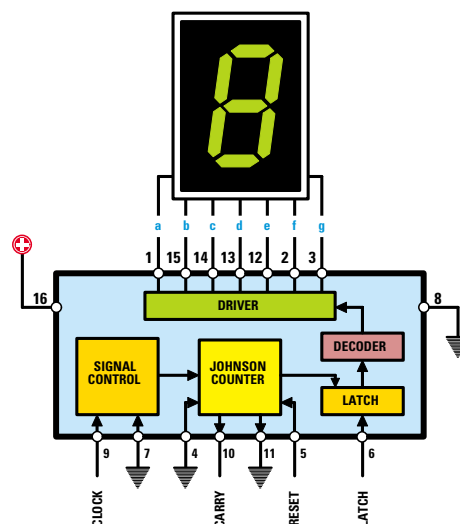 a b c d e f g
1 15 14 13 12 2 3
16
8
DRIVER
DECODER
SIGNAL
CONTROL
JOHNSON
COUNTER
LATCH
9 7 4 10 11 5 6
CLOCK
CARRY
RESET
LATCH